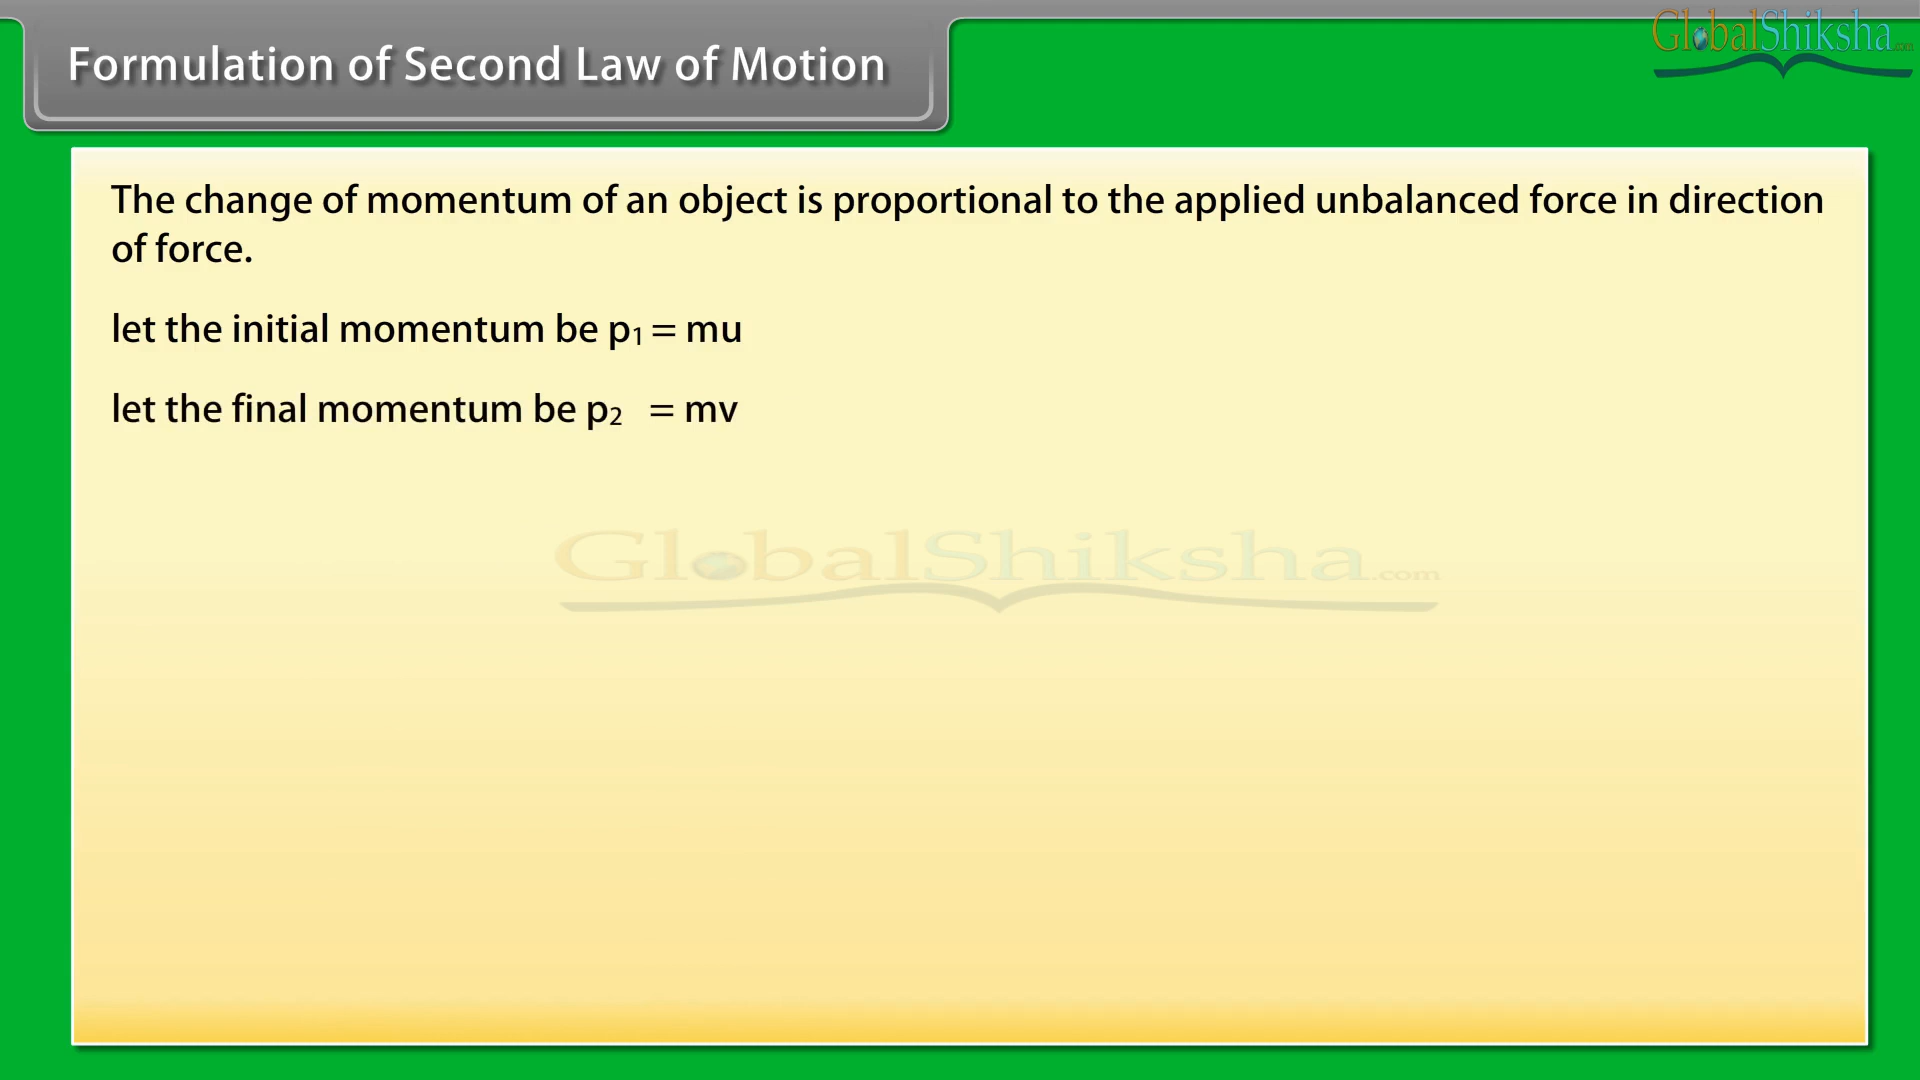 Formulation of Second Law of Motion
GlobalShiksha.com
The change of momentum of an object is proportional to the applied unbalanced force in direction
of force.
let the initial momentum be p₁ = mu
let the final momentum be p₂ = mv
GlobalShiksha.com